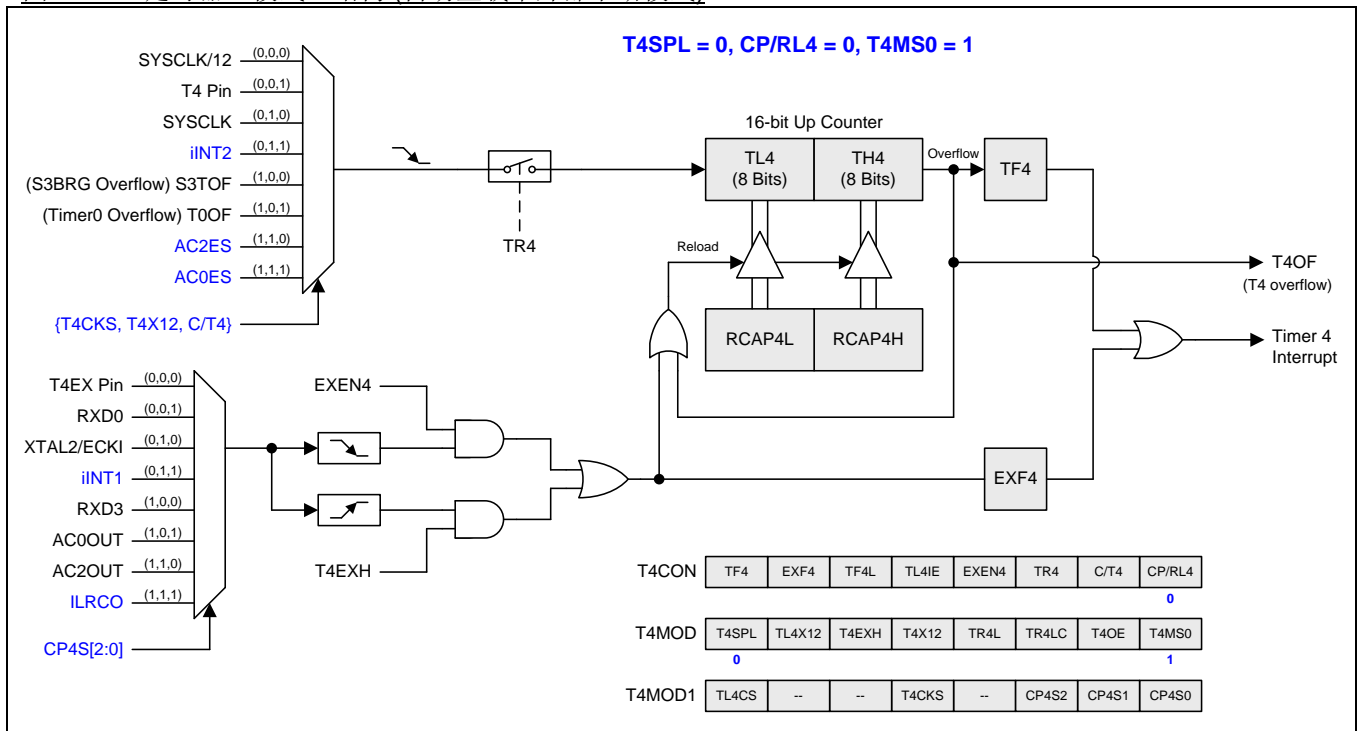 T4SPL = 0, CP/RL4 = 0, T4MS0 = 1
SYSCLK/12 (0,0,0)
T4 Pin (0,0,1)
SYSCLK (0,1,0)
iINT2 (0,1,1)
(S3BRG Overflow) S3TOF (1,0,0)
(Timer0 Overflow) T0OF (1,0,1)
AC2ES (1,1,0)
AC0ES (1,1,1)
{T4CKS, T4X12, C/T4}
TR4
16-bit Up Counter
TL4 (8 Bits)
TH4 (8 Bits)
Overflow
TF4
Reload
RCAP4L
RCAP4H
T4OF
(T4 overflow)
Timer 4
Interrupt
T4EX Pin (0,0,0)
RXD0 (0,0,1)
XTAL2/ECKI (0,1,0)
iINT1 (0,1,1)
RXD3 (1,0,0)
AC0OUT (1,0,1)
AC2OUT (1,1,0)
ILRCO (1,1,1)
CP4S[2:0]
EXEN4
T4EXH
EXF4
T4CON TF4 EXF4 TF4L TL4IE EXEN4 TR4 C/T4 CP/RL4
0
T4MOD T4SPL TL4X12 T4EXH T4X12 TR4L TR4LC T4OE T4MS0
0 1
T4MOD1 TL4CS -- -- T4CKS -- CP4S2 CP4S1 CP4S0